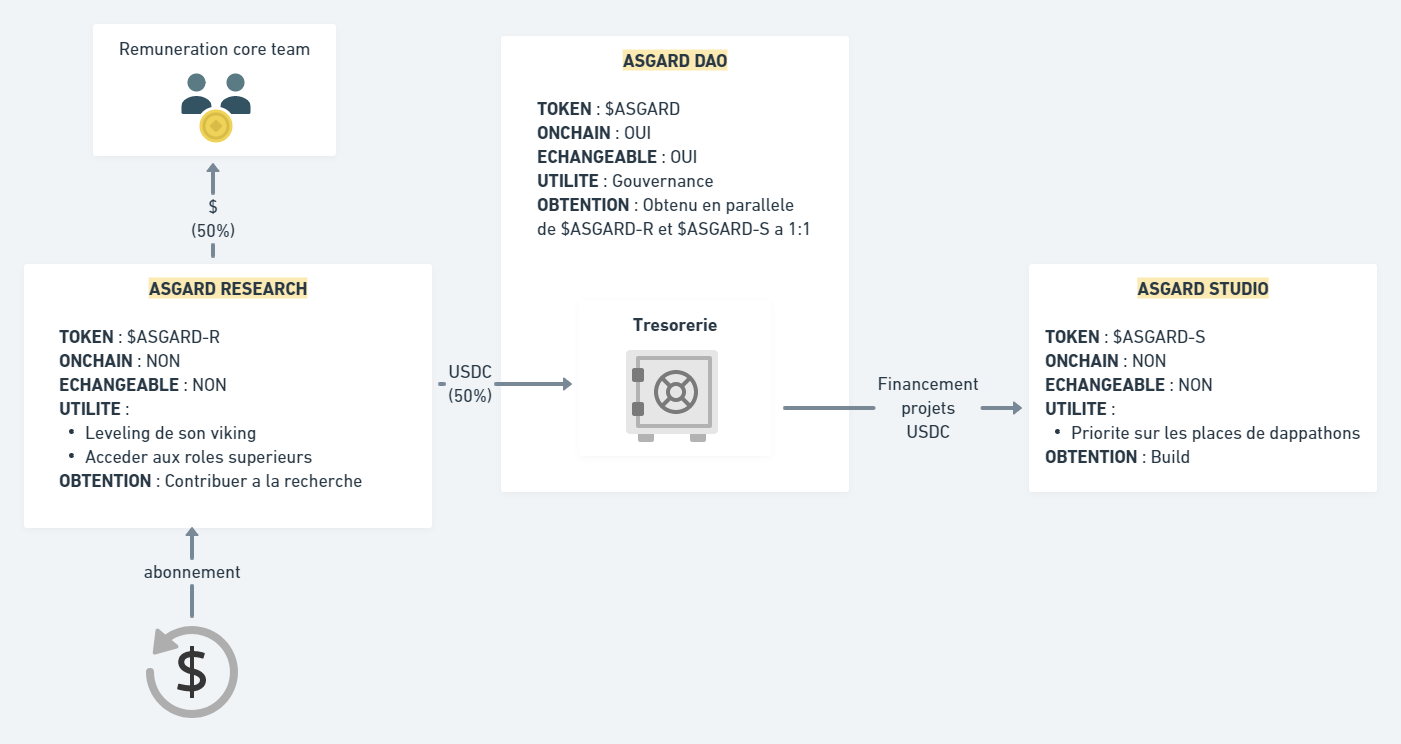 Remuneration core team
$
(50%)
ASGARD RESEARCH
TOKEN : $ASGARD-R
ONCHAIN : NON
ECHANGEABLE : NON
UTILITE :
• Leveling de son viking
• Acceder aux roles superieurs
OBTENTION : Contribuer a la recherche
abonnement
$
USDC
(50%)
ASGARD DAO
TOKEN : $ASGARD
ONCHAIN : OUI
ECHANGEABLE : OUI
UTILITE : Gouvernance
OBTENTION : Obtenu en parallele
de $ASGARD-R et $ASGARD-S a 1:1
Tresorerie
Financement
projets
USDC
ASGARD STUDIO
TOKEN : $ASGARD-S
ONCHAIN : NON
ECHANGEABLE : NON
UTILITE :
• Priorite sur les places de dappathons
OBTENTION : Build